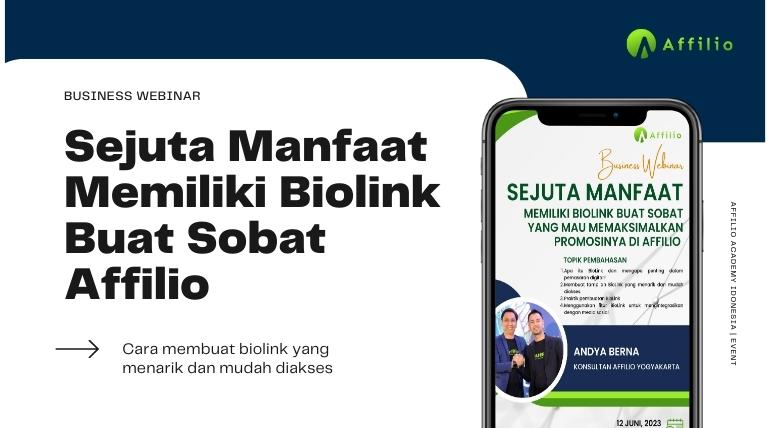 Affilio
BUSINESS WEBINAR
Sejuta Manfaat
Memiliki Biolink
Buat Sobat
Affilio
Cara membuat biolink yang
menarik dan mudah diakses
Affilio
Business Webinar
SEJUTA MANFAAT
MEMILIKI BIOLINK BUAT SOBAT
YANG MAU MEMAKSIMALKAN
PROMOSINYA DI AFFILIO
TOPIK PEMBAHASAN
1.Apa itu BioLink dan mengapa penting dalam
pemasaran digital?
2.Membuat tampilan BioLink yang menarik dan mudah
diakses
3.Praktik pembuatan BioLink
4.Menggunakan fitur BioLink untuk mengintegrasikan
dengan media sosial
ANDYA BERNA
KONSULTAN AFFILIO YOGYAKARTA
12 JUNI, 2023
AFFILIO ACADEMY IDONESIA | EVENT